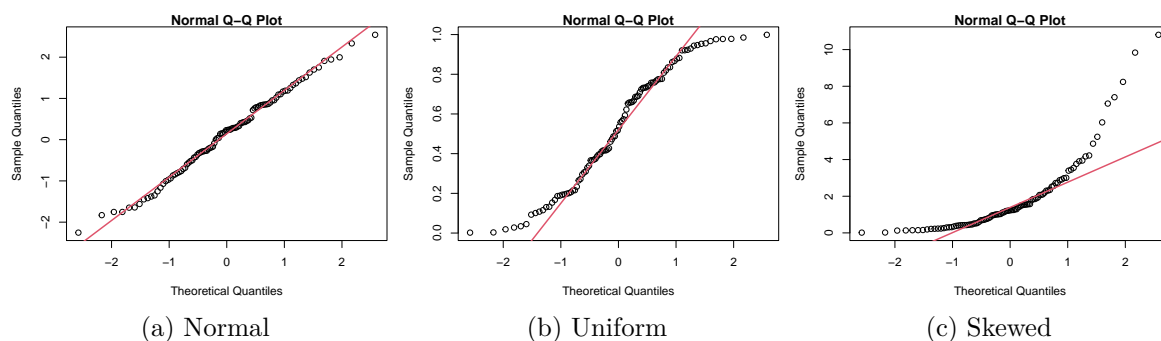 Normal Q−Q Plot
Sample Quantiles
−2 −1 0 1 2
−2 −1 0 1 2
Theoretical Quantiles
(a) Normal
Normal Q−Q Plot
Sample Quantiles
0.0 0.2 0.4 0.6 0.8 1.0
−2 −1 0 1 2
Theoretical Quantiles
(b) Uniform
Normal Q−Q Plot
Sample Quantiles
0 2 4 6 8 10
−2 −1 0 1 2
Theoretical Quantiles
(c) Skewed